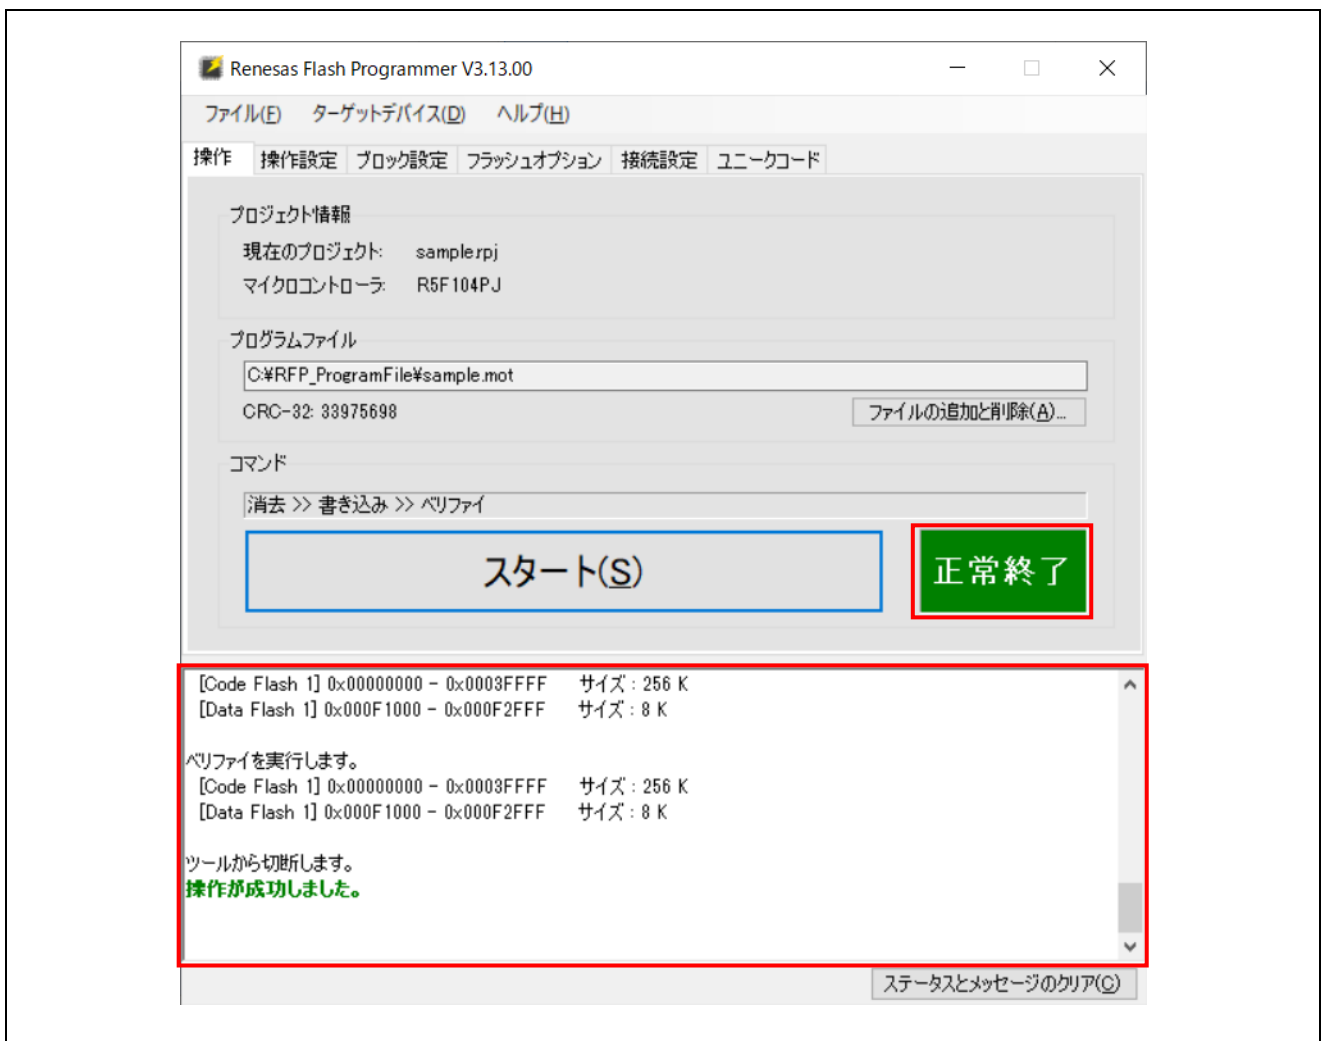 Renesas Flash Programmer V3.13.00
ファイル(F) ターゲットデバイス(D) ヘルプ(H)
操作 操作設定 ブロック設定 フラッシュオプション 接続設定 ユニークコード
プロジェクト情報
現在のプロジェクト: sample.rpj
マイクロコントローラ: R5F104PJ
プログラムファイル
C:¥RFP_ProgramFile¥sample.mot
CRC-32: 33975698 ファイルの追加と削除(A)...
コマンド
消去 >> 書き込み >> ベリファイ
スタート(S) 正常終了
[Code Flash 1] 0x00000000 - 0x0003FFFF サイズ : 256 K
[Data Flash 1] 0x000F1000 - 0x000F2FFF サイズ : 8 K
ベリファイを実行します。
[Code Flash 1] 0x00000000 - 0x0003FFFF サイズ : 256 K
[Data Flash 1] 0x000F1000 - 0x000F2FFF サイズ : 8 K
ツールから切断します。
操作が成功しました。
ステータスとメッセージのクリア(C)